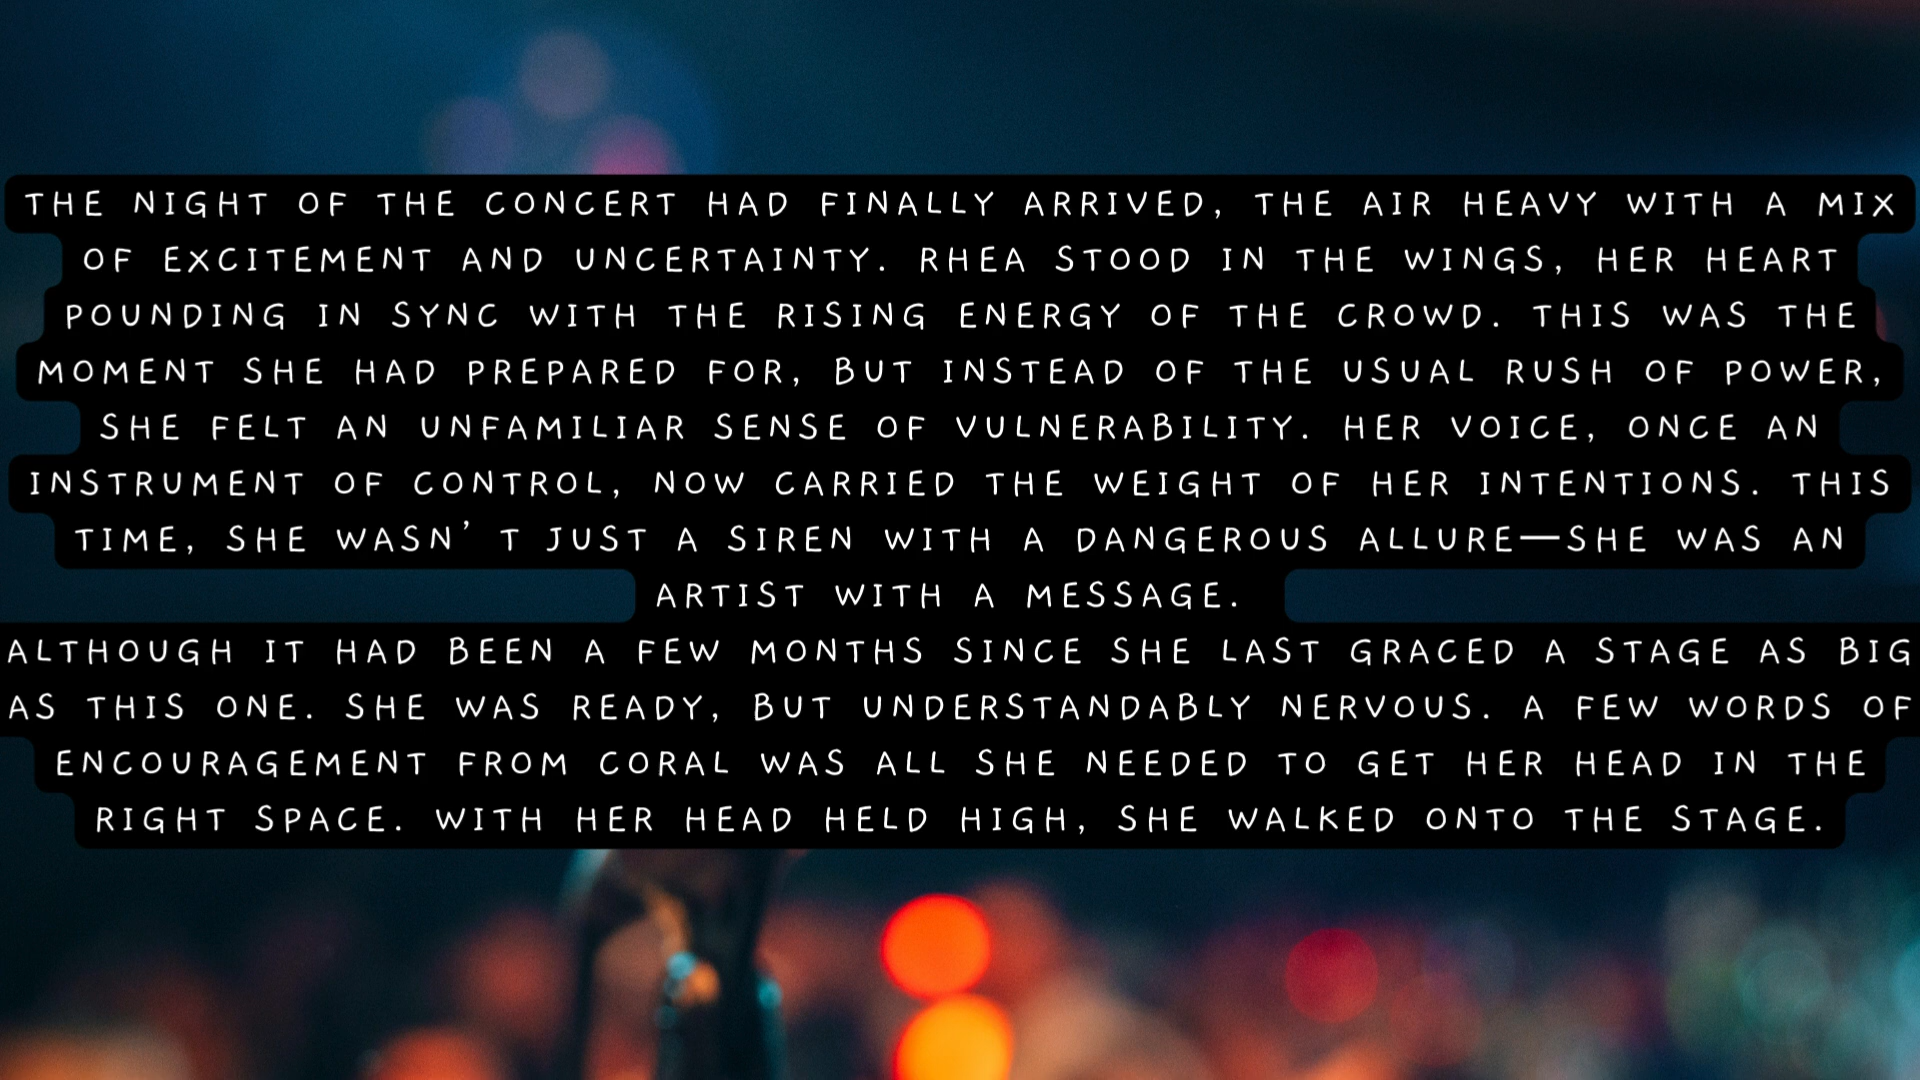 THE NIGHT OF THE CONCERT HAD FINALLY ARRIVED, THE AIR HEAVY WITH A MIX
OF EXCITEMENT AND UNCERTAINTY. RHEA STOOD IN THE WINGS, HER HEART
POUNDING IN SYNC WITH THE RISING ENERGY OF THE CROWD. THIS WAS THE
MOMENT SHE HAD PREPARED FOR, BUT INSTEAD OF THE USUAL RUSH OF POWER,
SHE FELT AN UNFAMILIAR SENSE OF VULNERABILITY. HER VOICE, ONCE AN
INSTRUMENT OF CONTROL, NOW CARRIED THE WEIGHT OF HER INTENTIONS. THIS
TIME, SHE WASN’T JUST A SIREN WITH A DANGEROUS ALLURE—SHE WAS AN
ARTIST WITH A MESSAGE.
ALTHOUGH IT HAD BEEN A FEW MONTHS SINCE SHE LAST GRACED A STAGE AS BIG
AS THIS ONE. SHE WAS READY, BUT UNDERSTANDABLY NERVOUS. A FEW WORDS OF
ENCOURAGEMENT FROM CORAL WAS ALL SHE NEEDED TO GET HER HEAD IN THE
RIGHT SPACE. WITH HER HEAD HELD HIGH, SHE WALKED ONTO THE STAGE.